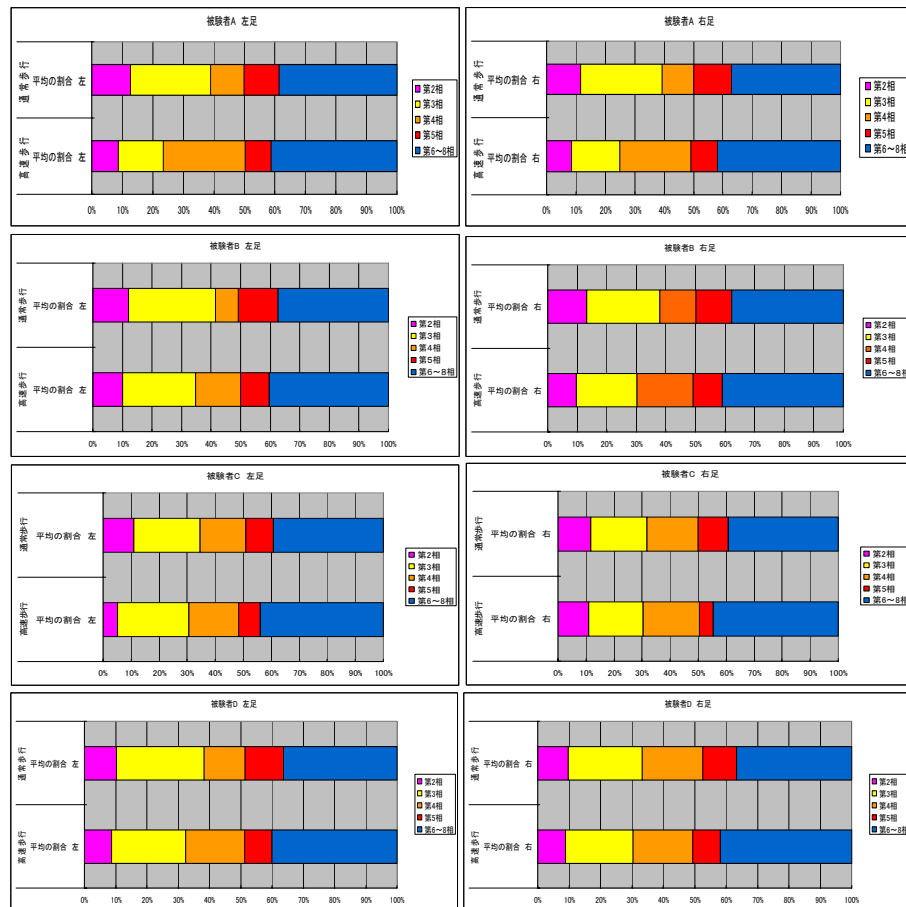 被験者A 左足
通常歩行
平均の割合 左
高速歩行
平均の割合 左
0% 10% 20% 30% 40% 50% 60% 70% 80% 90% 100%
第2相
第3相
第4相
第5相
第6～8相
被験者A 右足
通常歩行
平均の割合 右
高速歩行
平均の割合 右
0% 10% 20% 30% 40% 50% 60% 70% 80% 90% 100%
第2相
第3相
第4相
第5相
第6～8相
被験者B 左足
通常歩行
平均の割合 左
高速歩行
平均の割合 左
0% 10% 20% 30% 40% 50% 60% 70% 80% 90% 100%
第2相
第3相
第4相
第5相
第6～8相
被験者B 右足
通常歩行
平均の割合 右
高速歩行
平均の割合 右
0% 10% 20% 30% 40% 50% 60% 70% 80% 90% 100%
第2相
第3相
第4相
第5相
第6～8相
被験者C 左足
通常歩行
平均の割合 左
高速歩行
平均の割合 左
0% 10% 20% 30% 40% 50% 60% 70% 80% 90% 100%
第2相
第3相
第4相
第5相
第6～8相
被験者C 右足
通常歩行
平均の割合 右
高速歩行
平均の割合 右
0% 10% 20% 30% 40% 50% 60% 70% 80% 90% 100%
第2相
第3相
第4相
第5相
第6～8相
被験者D 左足
通常歩行
平均の割合 左
高速歩行
平均の割合 左
0% 10% 20% 30% 40% 50% 60% 70% 80% 90% 100%
第2相
第3相
第4相
第5相
第6～8相
被験者D 右足
通常歩行
平均の割合 右
高速歩行
平均の割合 右
0% 10% 20% 30% 40% 50% 60% 70% 80% 90% 100%
第2相
第3相
第4相
第5相
第6～8相